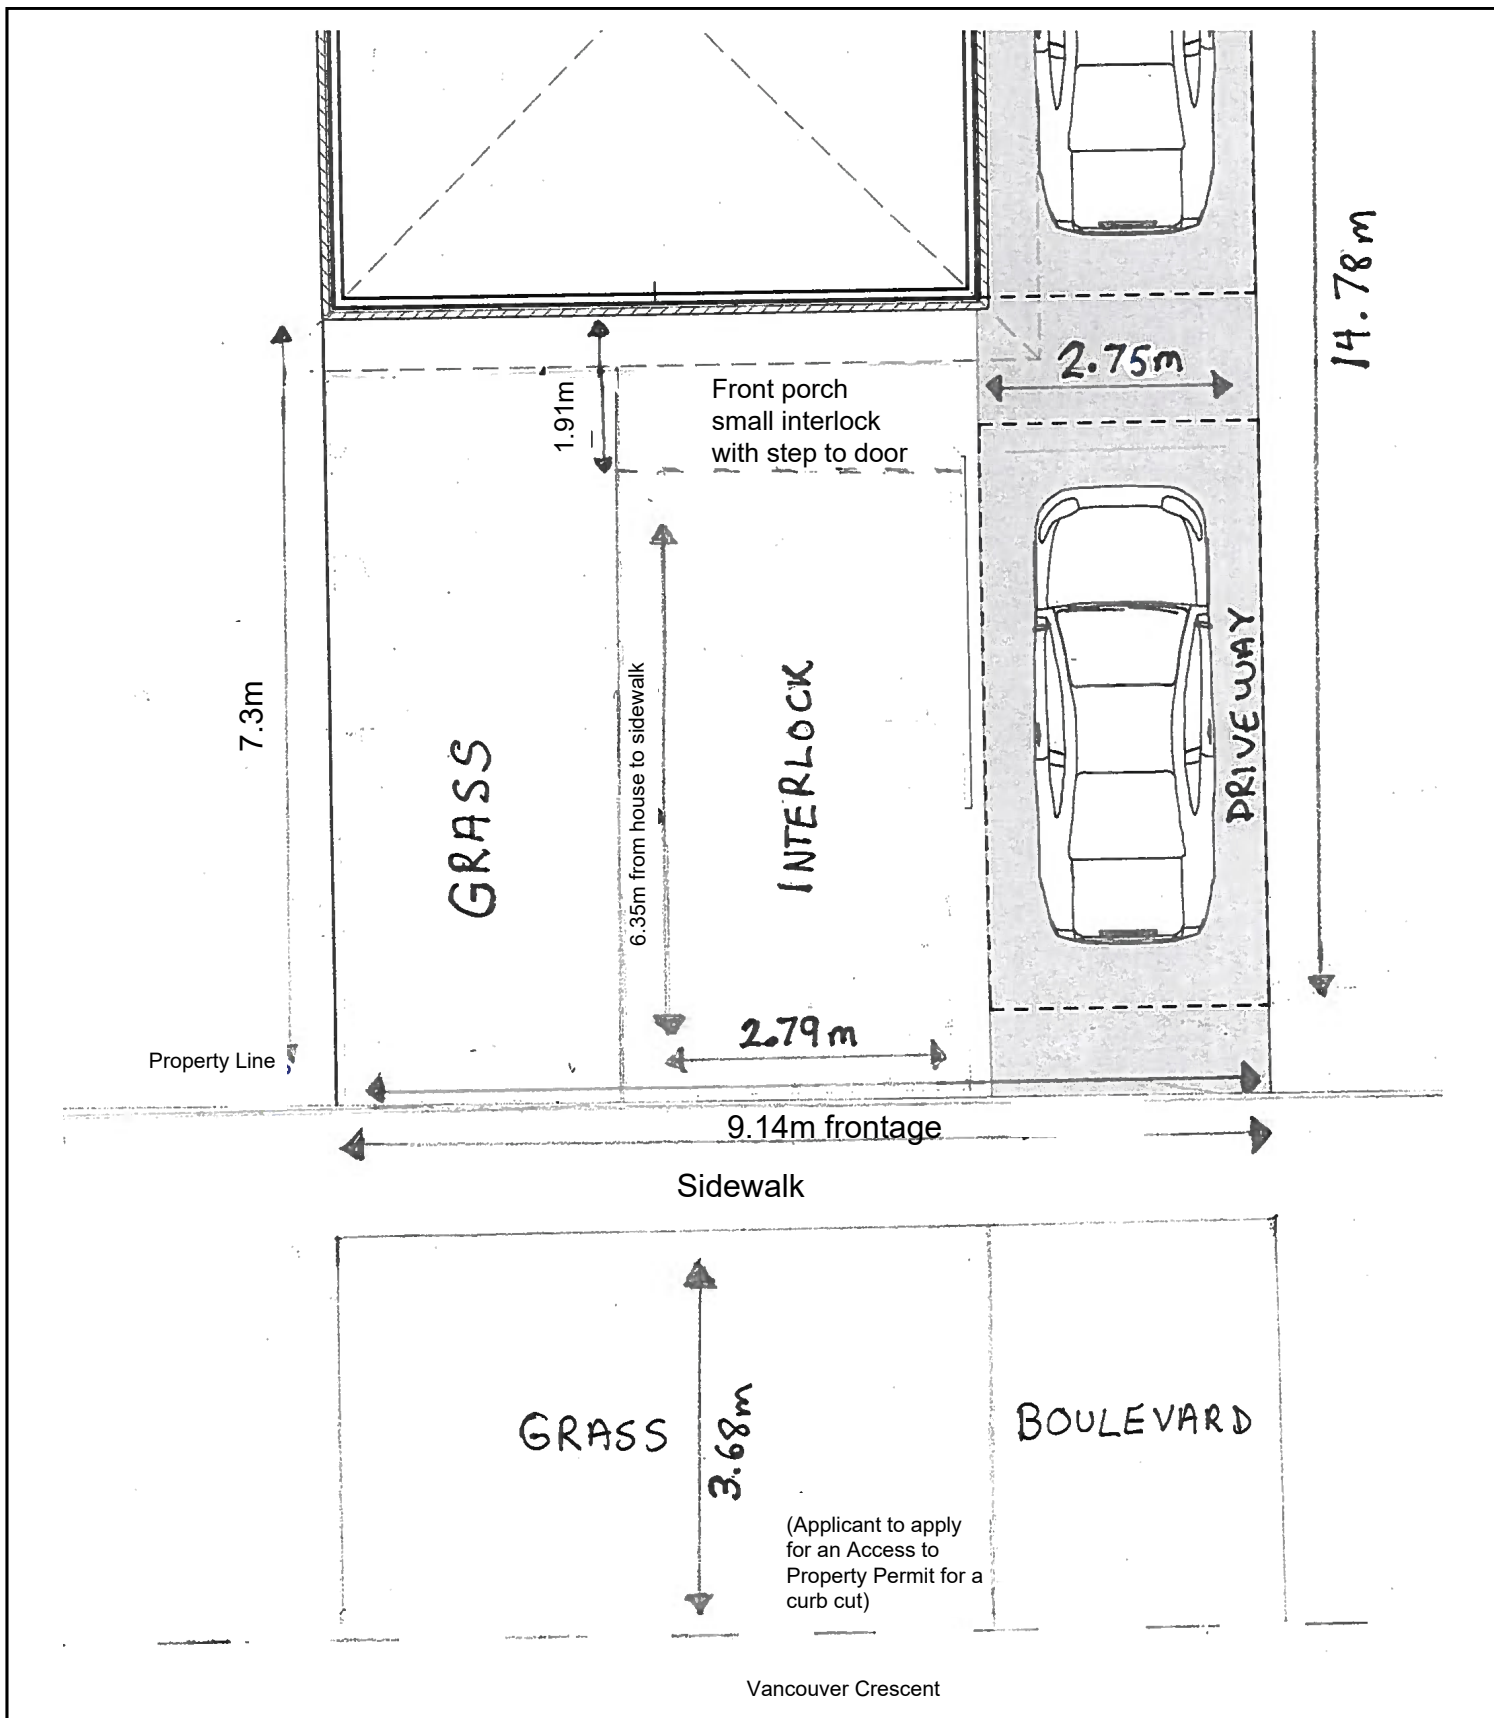 14.78m
2.75m
1.91m
Front porch
small interlock
with step to door
7.3m
GRASS
6.35m from house to sidewalk
INTERLOCK
DRIVEWAY
2.79m
Property Line
9.14m frontage
Sidewalk
GRASS
3.68m
BOULEVARD
(Applicant to apply
for an Access to
Property Permit for a
curb cut)
Vancouver Crescent